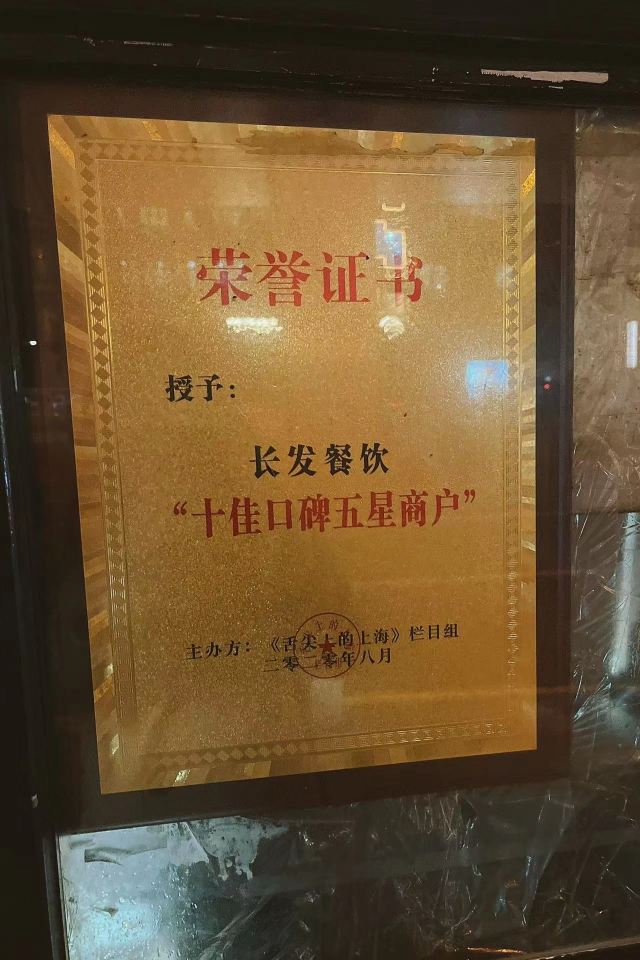 荣誉证书
授予：
长发餐饮
“十佳口碑五星商户”
主办方：《舌尖上的上海》栏目组
二零二零年八月